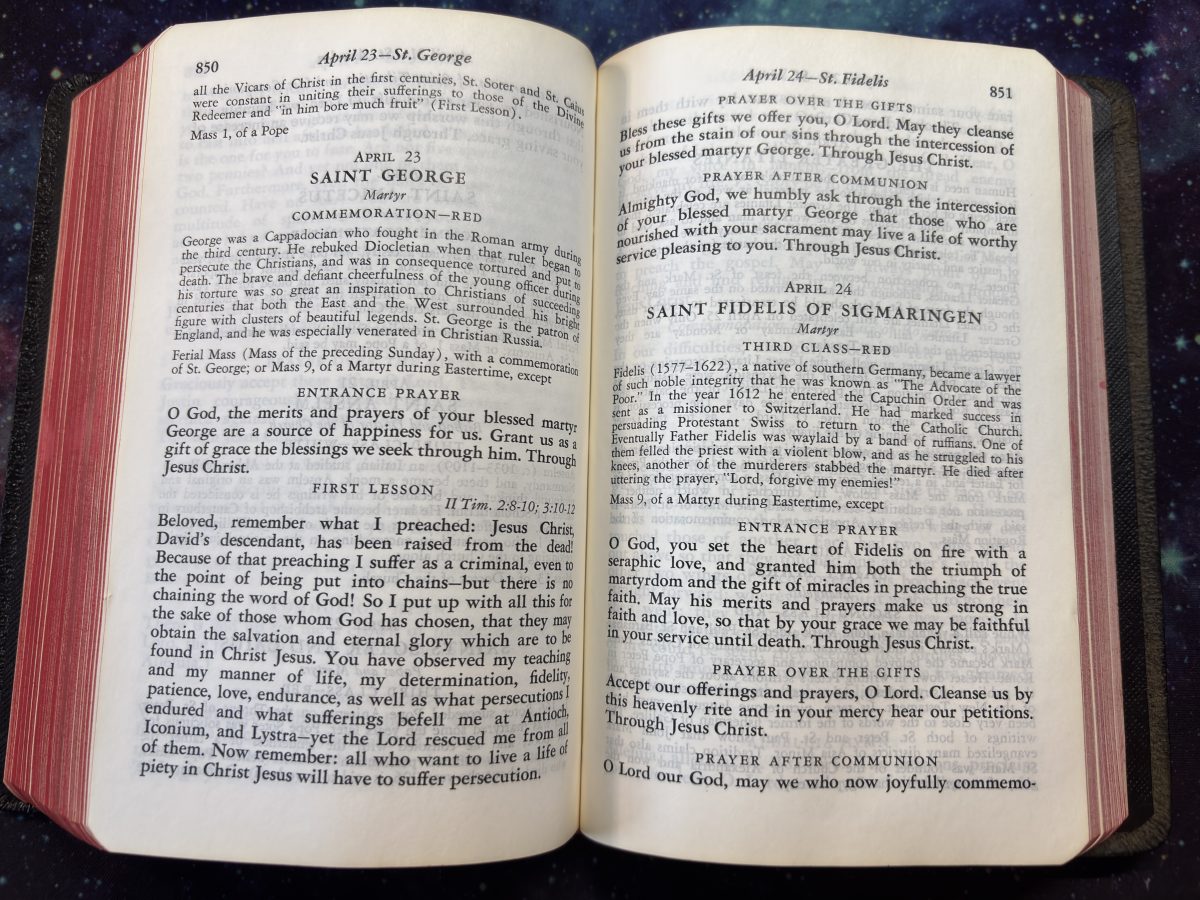 850
April 23—St. George
all the Vicars of Christ in the first centuries, St. Soter and St. Caius
were constant in uniting their sufferings to those of the Divine
Redeemer and "in him bore much fruit" (First Lesson).
Mass 1, of a Pope
APRIL 23
SAINT GEORGE
Martyr
COMMEMORATION—RED
George was a Cappadocian who fought in the Roman army during
the third century. He rebuked Diocletian when that ruler began to
persecute the Christians, and was in consequence tortured and put to
death. The brave and defiant cheerfulness of the young officer during
his torture was so great an inspiration to Christians of succeeding
centuries that both the East and the West surrounded his bright
figure with clusters of beautiful legends. St. George is the patron of
England, and he was especially venerated in Christian Russia.
Ferial Mass (Mass of the preceding Sunday), with a commemoration
of St. George; or Mass 9, of a Martyr during Eastertime, except
ENTRANCE PRAYER
O God, the merits and prayers of your blessed martyr
George are a source of happiness for us. Grant us as a
gift of grace the blessings we seek through him. Through
Jesus Christ.
FIRST LESSON
II Tim. 2:8-10; 3:10-12
Beloved, remember what I preached: Jesus Christ,
David's descendant, has been raised from the dead!
Because of that preaching I suffer as a criminal, even to
the point of being put into chains—but there is no
chaining the word of God! So I put up with all this for
the sake of those whom God has chosen, that they may
obtain the salvation and eternal glory which are to be
found in Christ Jesus. You have observed my teaching
and my manner of life, my determination, fidelity,
patience, love, endurance, as well as what persecutions I
endured and what sufferings befell me at Antioch,
Iconium, and Lystra—yet the Lord rescued me from all
of them. Now remember: all who want to live a life of
piety in Christ Jesus will have to suffer persecution.
April 24—St. Fidelis
851
PRAYER OVER THE GIFTS
Bless these gifts we offer you, O Lord. May they cleanse
us from the stain of our sins through the intercession of
your blessed martyr George. Through Jesus Christ.
PRAYER AFTER COMMUNION
Almighty God, we humbly ask through the intercession
of your blessed martyr George that those who are
nourished with your sacrament may live a life of worthy
service pleasing to you. Through Jesus Christ.
APRIL 24
SAINT FIDELIS OF SIGMARINGEN
Martyr
THIRD CLASS—RED
Fidelis (1577–1622), a native of southern Germany, became a lawyer
of such noble integrity that he was known as "The Advocate of the
Poor." In the year 1612 he entered the Capuchin Order and was
sent as a missioner to Switzerland. He had marked success in
persuading Protestant Swiss to return to the Catholic Church.
Eventually Father Fidelis was waylaid by a band of ruffians. One of
them felled the priest with a violent blow, and as he struggled to his
knees, another of the murderers stabbed the martyr. He died after
uttering the prayer, "Lord, forgive my enemies!"
Mass 9, of a Martyr during Eastertime, except
ENTRANCE PRAYER
O God, you set the heart of Fidelis on fire with a
seraphic love, and granted him both the triumph of
martyrdom and the gift of miracles in preaching the true
faith. May his merits and prayers make us strong in
faith and love, so that by your grace we may be faithful
in your service until death. Through Jesus Christ.
PRAYER OVER THE GIFTS
Accept our offerings and prayers, O Lord. Cleanse us by
this heavenly rite and in your mercy hear our petitions.
Through Jesus Christ.
PRAYER AFTER COMMUNION
O Lord our God, may we who now joyfully commemo-